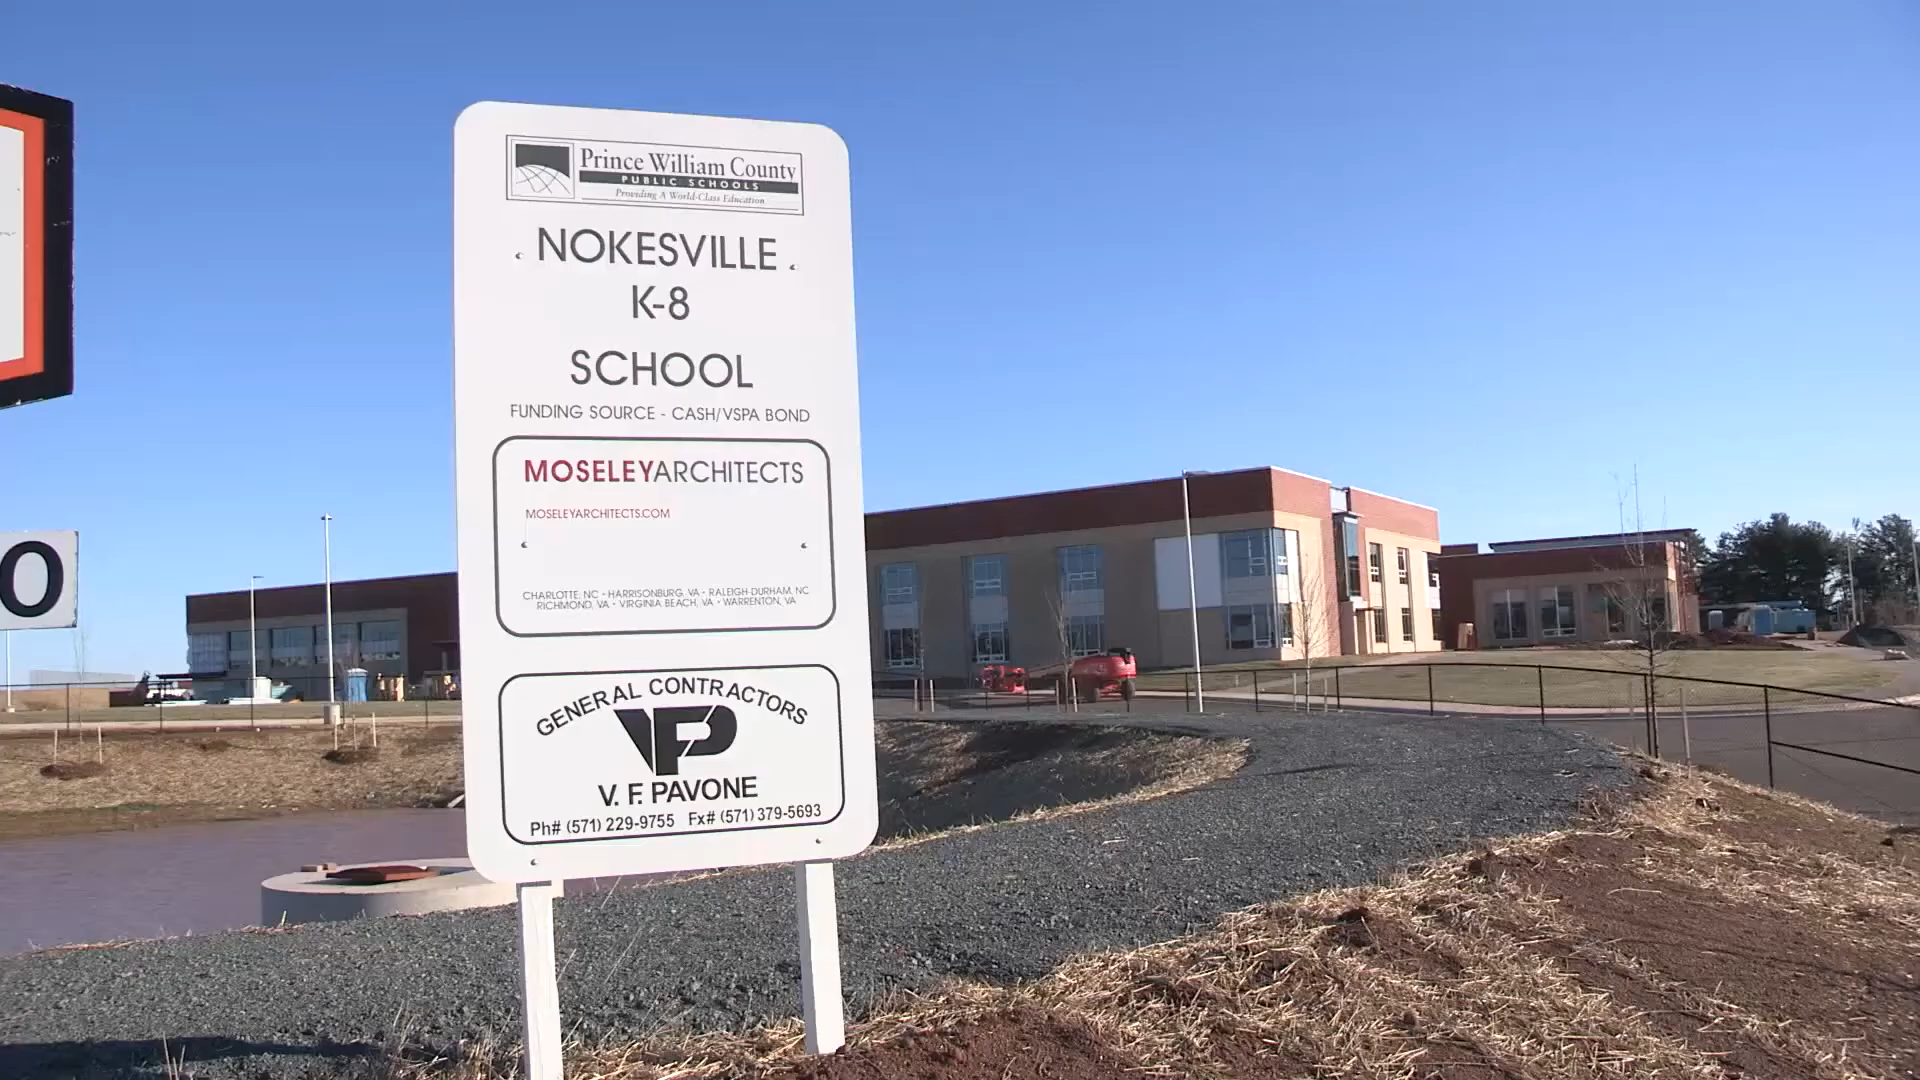 Prince William County
PUBLIC SCHOOLS
Providing A World-Class Education
NOKESVILLE
K-8
SCHOOL
FUNDING SOURCE - CASH/VSPA BOND
MOSELEYARCHITECTS
MOSELEYARCHITECTS.COM
CHARLOTTE, NC • HARRISONBURG, VA • RALEIGH-DURHAM, NC
RICHMOND, VA • VIRGINIA BEACH, VA • WARRENTON, VA
GENERAL CONTRACTORS
VFP
V. F. PAVONE
Ph# (571) 229-9755 Fx# (571) 379-5693
O